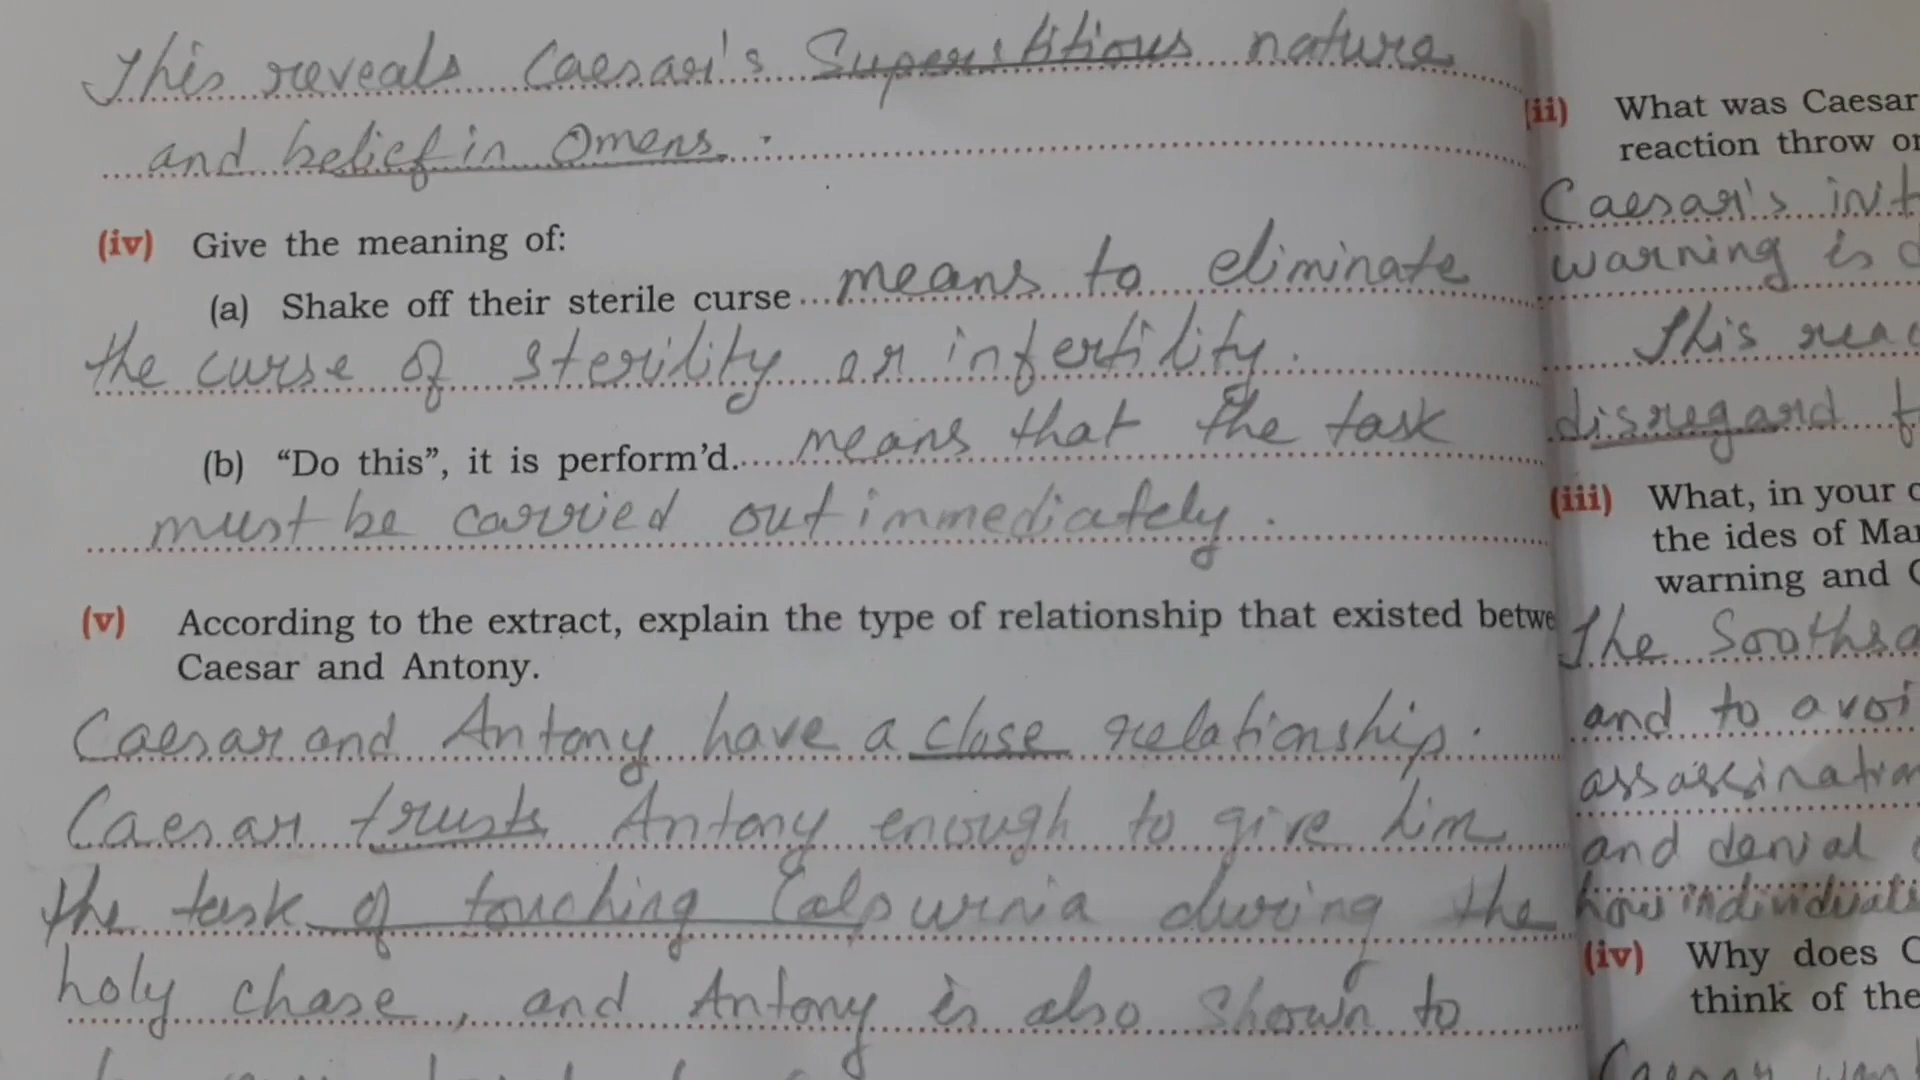 This reveals Caesar's Superstitious nature
and belief in Omens.
(iv) Give the meaning of:
(a) Shake off their sterile curse means to eliminate
the curse of sterility or infertility.
(b) “Do this”, it is perform’d. means that the task
must be carried out immediately.
(v) According to the extract, explain the type of relationship that existed betwe
Caesar and Antony.
Caesar and Antony have a close relationship.
Caesar trusts Antony enough to give him
the task of touching Calpurnia during the
holy chase, and Antony is also shown to
(ii) What was Caesar
reaction throw or
Caesar's init
warning is
This reac
disregard
(iii) What, in your
the ides of Mar
warning and
The Sooths
and to avoi
assassination
and denial
how individuals
(iv) Why does C
think of the